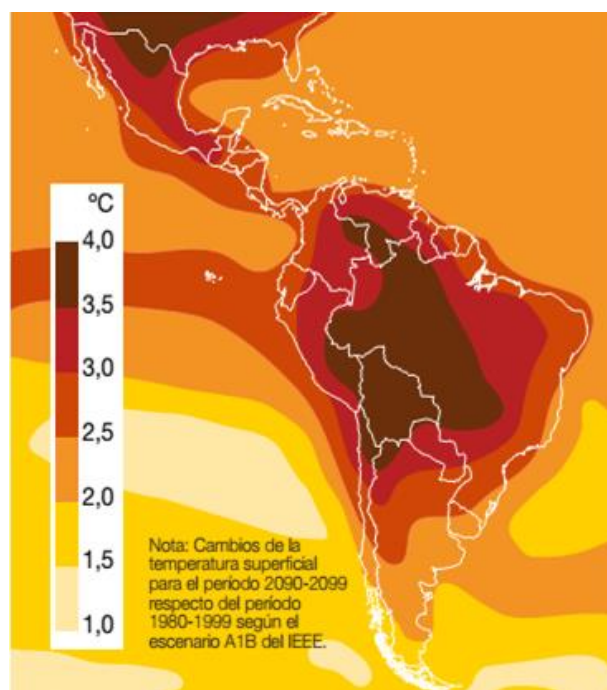 ºC
4,0
3,5
3,0
2,5
2,0
1,5
1,0
Nota: Cambios de la
temperatura superficial
para el período 2090-2099
respecto del período
1980-1999 según el
escenario A1B del IEEE.